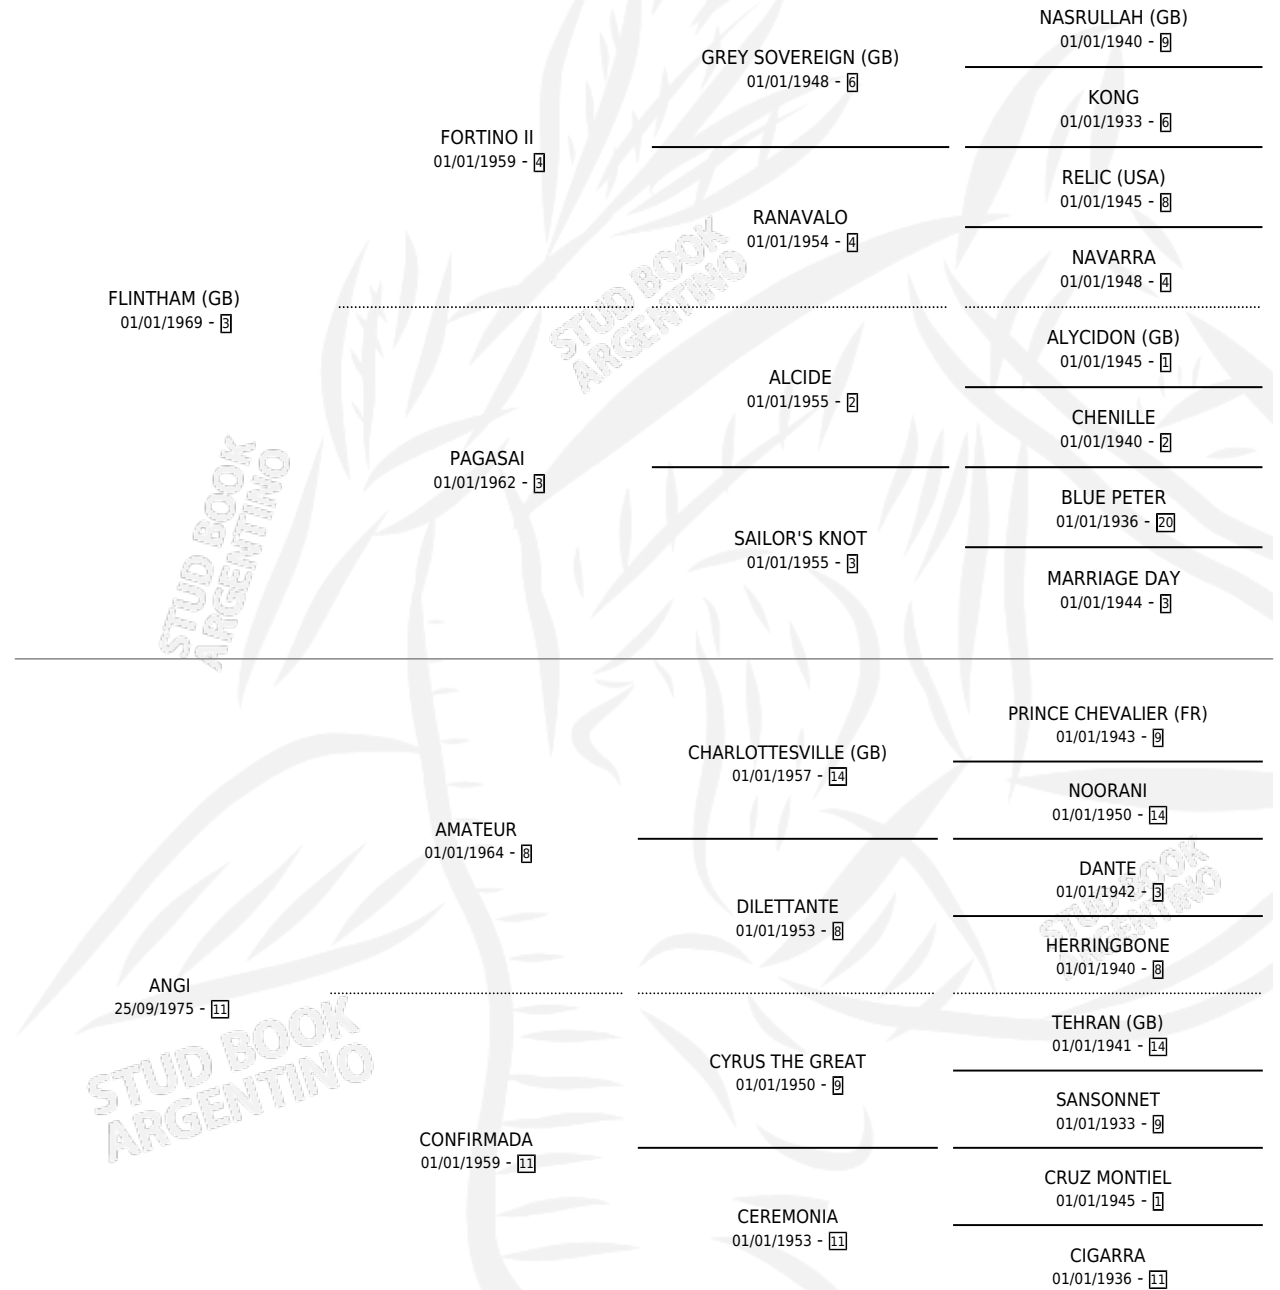 NASRULLAH (GB)
01/01/1940 - 9
GREY SOVEREIGN (GB)
01/01/1948 - 6
KONG
01/01/1933 - 6
FORTINO II
01/01/1959 - 4
RELIC (USA)
01/01/1945 - 8
RANAVALO
01/01/1954 - 4
NAVARRA
01/01/1948 - 4
FLINTHAM (GB)
01/01/1969 - 3
ALYCIDON (GB)
01/01/1945 - 1
ALCIDE
01/01/1955 - 2
CHENILLE
01/01/1940 - 2
PAGASAI
01/01/1962 - 3
BLUE PETER
01/01/1936 - 20
SAILOR'S KNOT
01/01/1955 - 3
MARRIAGE DAY
01/01/1944 - 3
PRINCE CHEVALIER (FR)
01/01/1943 - 9
CHARLOTTESVILLE (GB)
01/01/1957 - 14
NOORANI
01/01/1950 - 14
AMATEUR
01/01/1964 - 8
DANTE
01/01/1942 - 3
DILETTANTE
01/01/1953 - 8
HERRINGBONE
01/01/1940 - 8
ANGI
25/09/1975 - 11
TEHRAN (GB)
01/01/1941 - 14
CYRUS THE GREAT
01/01/1950 - 9
SANSONNET
01/01/1933 - 9
CONFIRMADA
01/01/1959 - 11
CRUZ MONTIEL
01/01/1945 - 1
CEREMONIA
01/01/1953 - 11
CIGARRA
01/01/1936 - 11
STUD BOOK
ARGENTINO
STUD BOOK
ARGENTINO
STUD BOOK
ARGENTINO
STUD BOOK
ARGENTINO